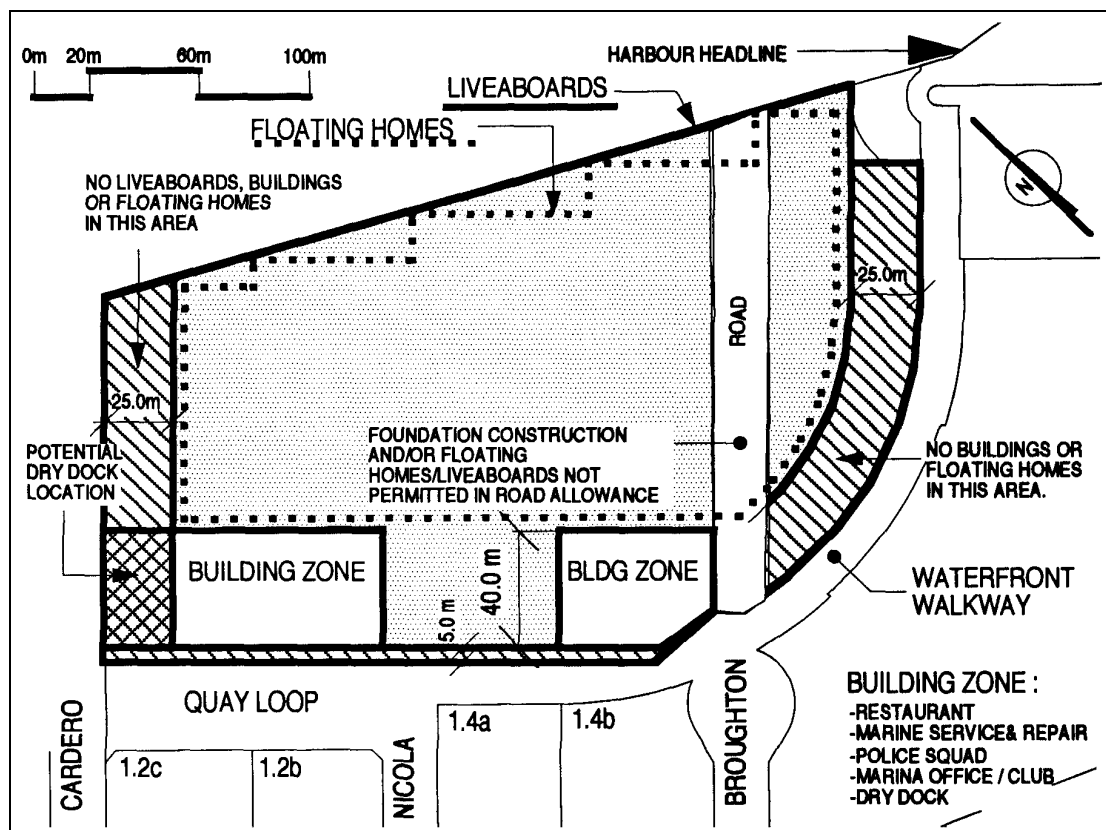 0m 20m 60m 100m
HARBOUR HEADLINE
LIVEABOARDS
FLOATING HOMES
NO LIVEABOARDS, BUILDINGS
OR FLOATING HOMES
IN THIS AREA
N
25.0m
ROAD
25.0m
POTENTIAL
DRY DOCK
LOCATION
FOUNDATION CONSTRUCTION
AND/OR FLOATING
HOMES/LIVEABOARDS NOT
PERMITTED IN ROAD ALLOWANCE
NO BUILDINGS OR
FLOATING HOMES
IN THIS AREA.
BUILDING ZONE
BLDG ZONE
40.0 m
5.0 m
WATERFRONT
WALKWAY
QUAY LOOP
CARDERO
1.2c
1.2b
NICOLA
1.4a
1.4b
BROUGHTON
BUILDING ZONE :
-RESTAURANT
-MARINE SERVICE& REPAIR
-POLICE SQUAD
-MARINA OFFICE / CLUB
-DRY DOCK